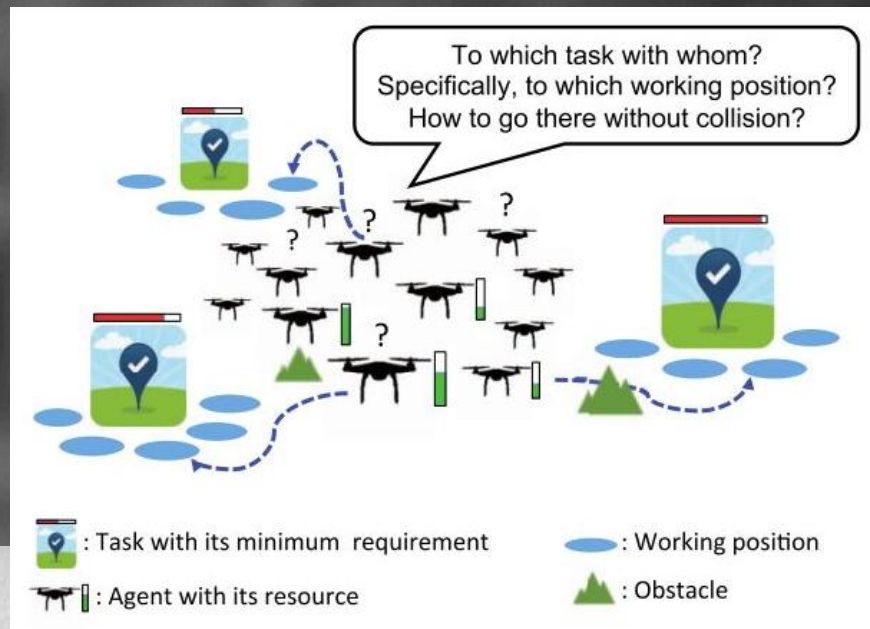 To which task with whom?
Specifically, to which working position?
How to go there without collision?
?
?
?
?
: Task with its minimum requirement
: Working position
: Agent with its resource
: Obstacle